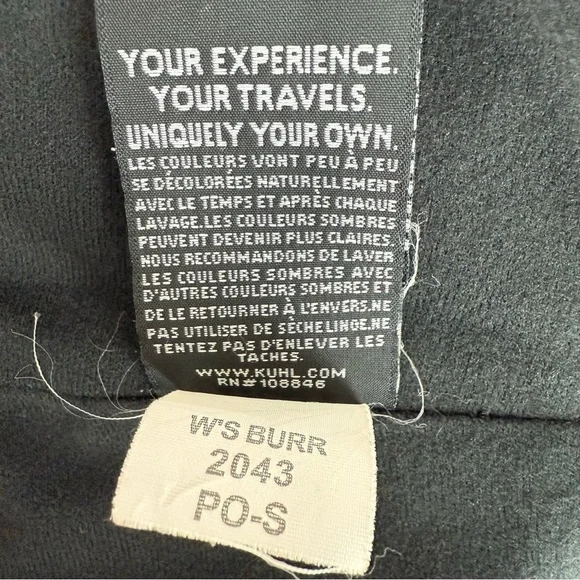 YOUR EXPERIENCE.
YOUR TRAVELS.
UNIQUELY YOUR OWN.
LES COULEURS VONT PEU À PEU
SE DÉCOLORÉES NATURELLEMENT
AVEC LE TEMPS ET APRÈS CHAQUE
LAVAGE.LES COULEURS SOMBRES
PEUVENT DEVENIR PLUS CLAIRES.
NOUS RECOMMANDONS DE LAVER
LES COULEURS SOMBRES AVEC
D'AUTRES COULEURS SOMBRES ET
DE LE RETOURNER À L'ENVERS.NE
PAS UTILISER DE SÈCHELINGE.NE
TENTEZ PAS D'ENLEVER LES
TACHES.
WWW.KUHL.COM
RN#108846
W'S BURR
2043
PO-S